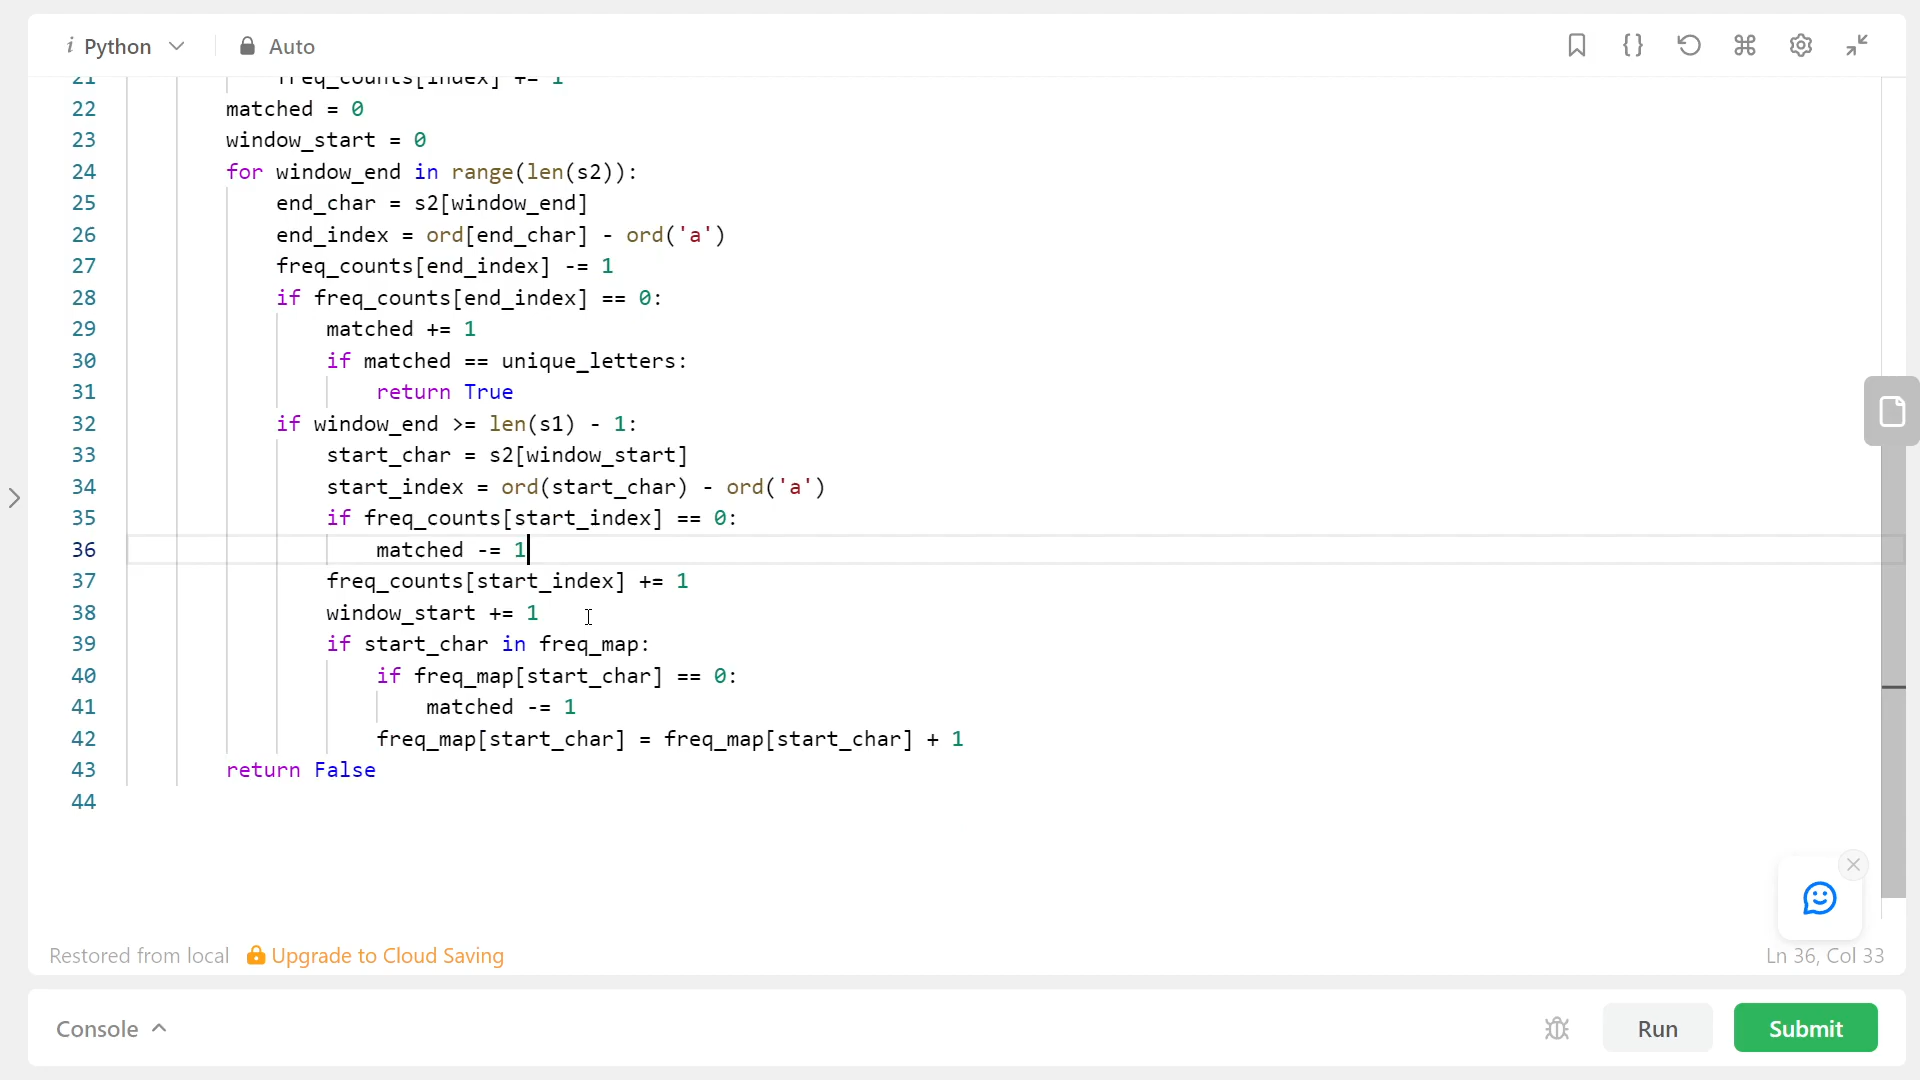 Python
Auto
21 freq_counts[index] += 1
22 matched = 0
23 window_start = 0
24 for window_end in range(len(s2)):
25 end_char = s2[window_end]
26 end_index = ord[end_char] - ord('a')
27 freq_counts[end_index] -= 1
28 if freq_counts[end_index] == 0:
29 matched += 1
30 if matched == unique_letters:
31 return True
32 if window_end >= len(s1) - 1:
33 start_char = s2[window_start]
34 start_index = ord(start_char) - ord('a')
35 if freq_counts[start_index] == 0:
36 matched -= 1
37 freq_counts[start_index] += 1
38 window_start += 1
39 if start_char in freq_map:
40 if freq_map[start_char] == 0:
41 matched -= 1
42 freq_map[start_char] = freq_map[start_char] + 1
43 return False
44
Restored from local Upgrade to Cloud Saving
Ln 36, Col 33
Console
Run
Submit